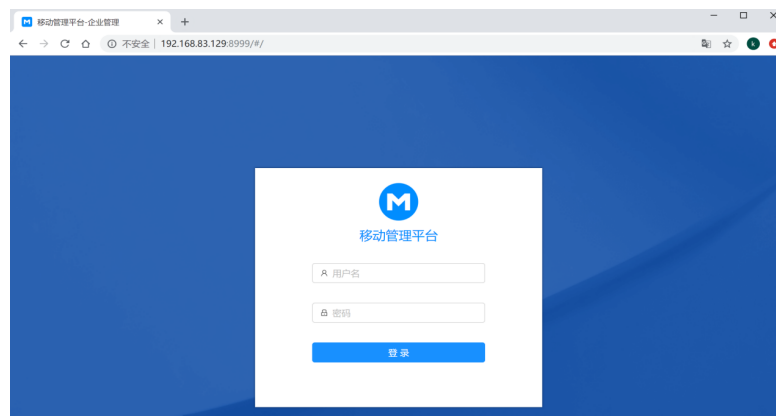 移动管理平台-企业管理
不安全 | 192.168.83.129:8999/#/
k
M
移动管理平台
用户名
密码
登 录